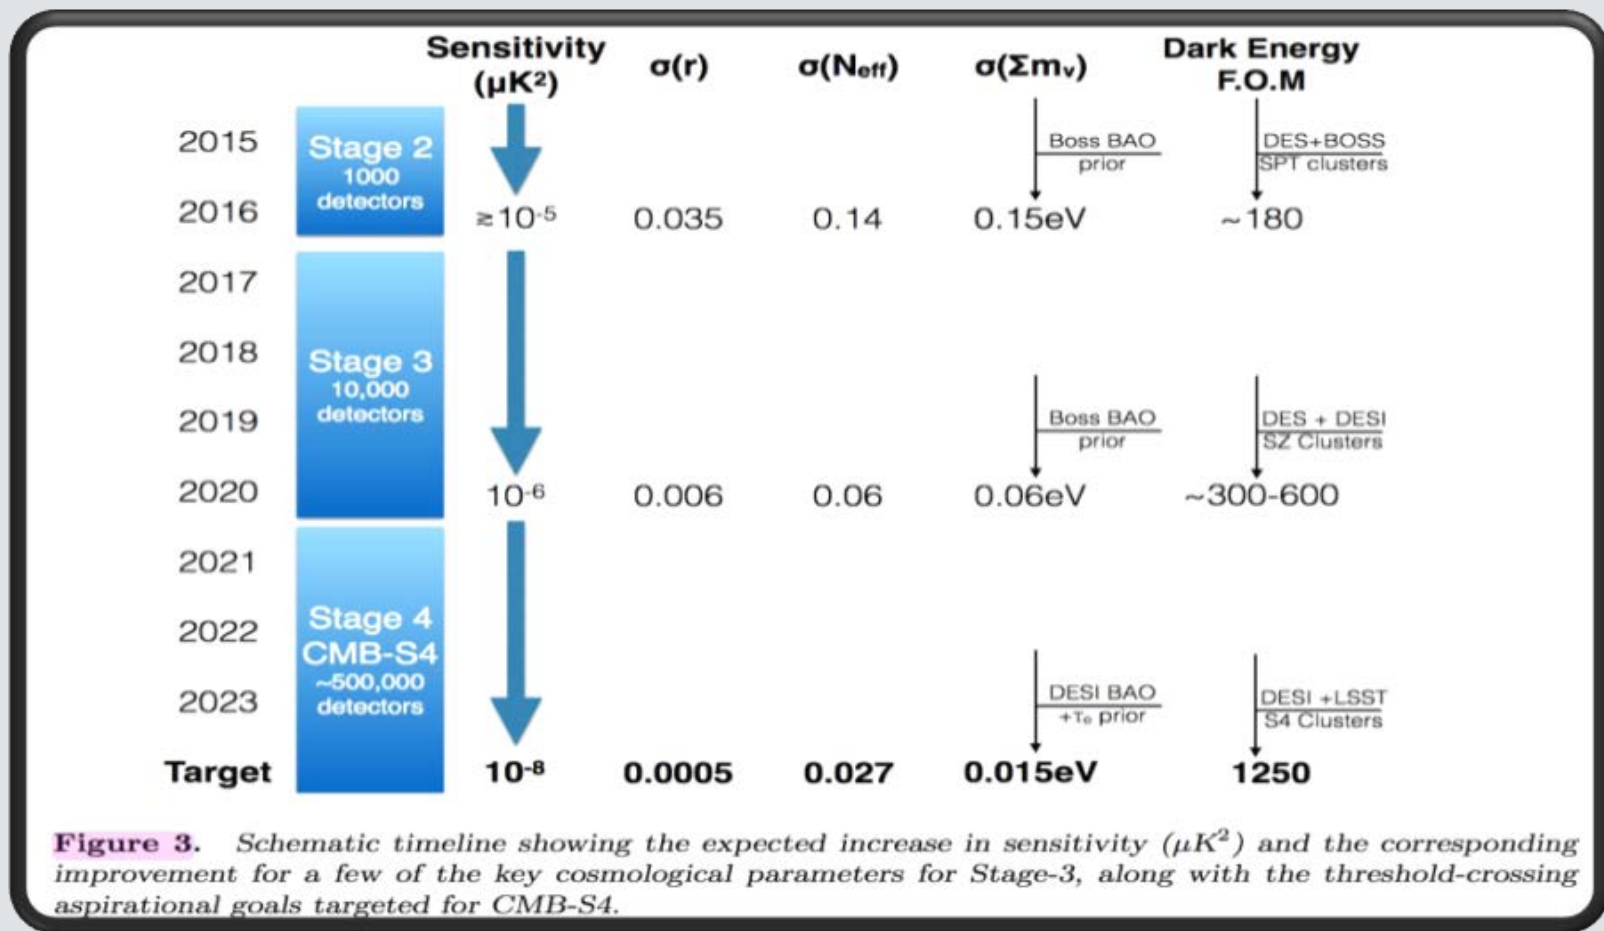 Sensitivity
(μK²)
σ(r)
σ(Neff)
σ(Σmν)
Dark Energy
F.O.M
2015
Stage 2
1000
detectors
Boss BAO
prior
DES+BOSS
SPT clusters
2016
≥10-5
0.035
0.14
0.15eV
~180
2017
2018
Stage 3
10,000
detectors
2019
Boss BAO
prior
DES + DESI
SZ Clusters
2020
10-6
0.006
0.06
0.06eV
~300-600
2021
2022
Stage 4
CMB-S4
~500,000
detectors
2023
DESI BAO
+τe prior
DESI +LSST
S4 Clusters
Target
10-8
0.0005
0.027
0.015eV
1250
Figure 3. Schematic timeline showing the expected increase in sensitivity (μK²) and the corresponding
improvement for a few of the key cosmological parameters for Stage-3, along with the threshold-crossing
aspirational goals targeted for CMB-S4.